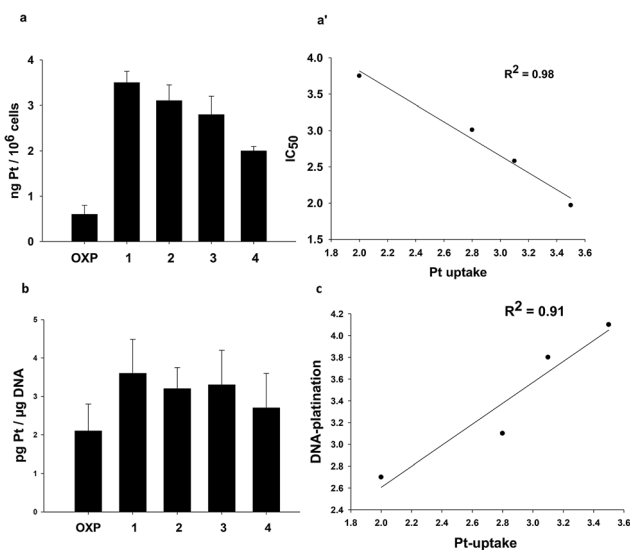 a
ng Pt / 10⁶ cells
4
3
2
1
0
OXP 1 2 3 4
a'
IC₅₀
4.0
3.5
3.0
2.5
2.0
1.5
R² = 0.98
1.8 2.0 2.2 2.4 2.6 2.8 3.0 3.2 3.4 3.6
Pt uptake
b
pg Pt / µg DNA
5
4
3
2
1
0
OXP 1 2 3 4
c
DNA-platination
4.2
4.0
3.8
3.6
3.4
3.2
3.0
2.8
2.6
2.4
R² = 0.91
1.8 2.0 2.2 2.4 2.6 2.8 3.0 3.2 3.4 3.6
Pt-uptake